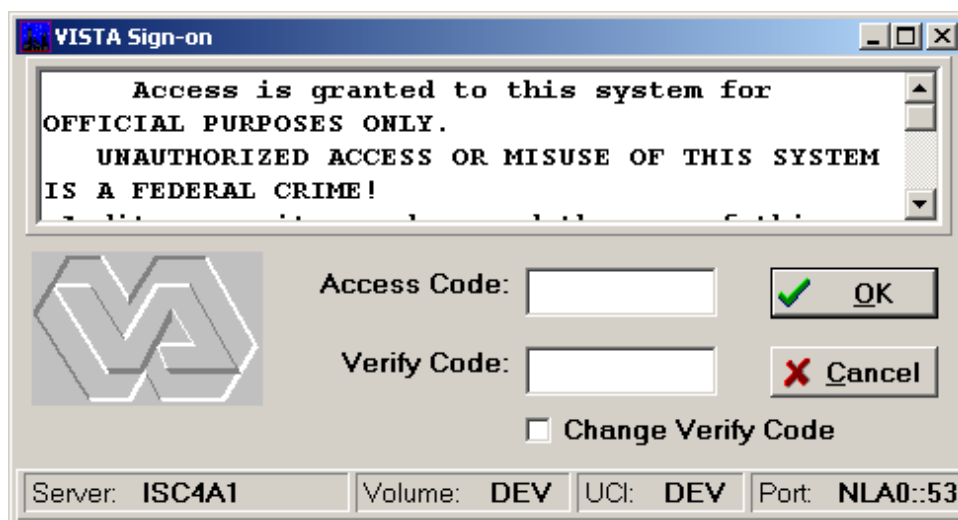 VISTA Sign-on
Access is granted to this system for
OFFICIAL PURPOSES ONLY.
UNAUTHORIZED ACCESS OR MISUSE OF THIS SYSTEM
IS A FEDERAL CRIME!
Access Code:
OK
Verify Code:
Cancel
Change Verify Code
Server: ISC4A1 Volume: DEV UCI: DEV Port: NLA0::53